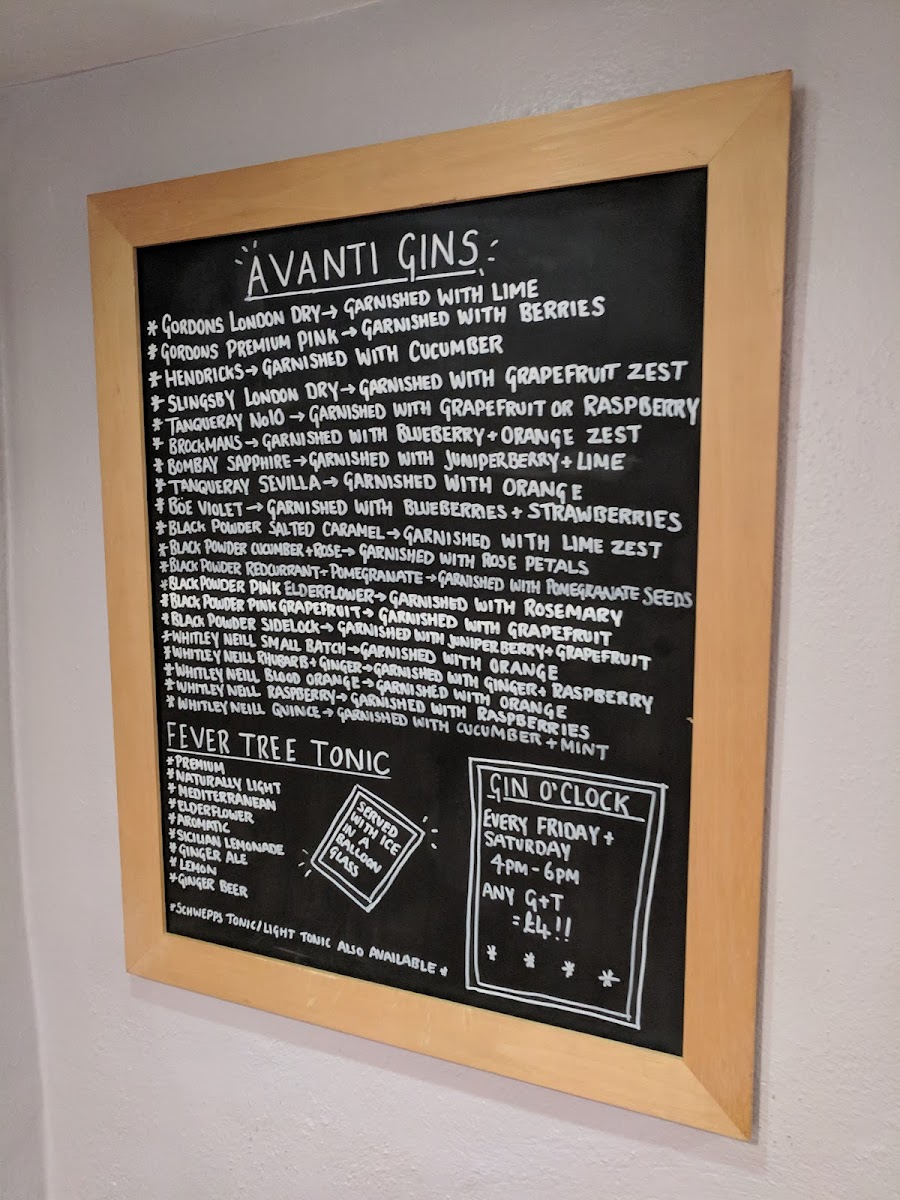 AVANTI GINS
* GORDONS LONDON DRY → GARNISHED WITH LIME
* GORDONS PREMIUM PINK → GARNISHED WITH BERRIES
* HENDRICKS → GARNISHED WITH CUCUMBER
* SLINGSBY LONDON DRY → GARNISHED WITH GRAPEFRUIT ZEST
* TANQUERAY No10 → GARNISHED WITH GRAPEFRUIT OR RASPBERRY
* BROCKMANS → GARNISHED WITH BLUEBERRY + ORANGE ZEST
* BOMBAY SAPPHIRE → GARNISHED WITH JUNIPERBERRY + LIME
* TANQUERAY SEVILLA → GARNISHED WITH ORANGE
* BÖE VIOLET → GARNISHED WITH BLUEBERRIES + STRAWBERRIES
* BLACK POWDER SALTED CARAMEL → GARNISHED WITH LIME ZEST
* BLACK POWDER CUCUMBER + ROSE → GARNISHED WITH ROSE PETALS
* BLACK POWDER REDCURRANT + POMEGRANATE → GARNISHED WITH POMEGRANATE SEEDS
* BLACK POWDER PINK ELDERFLOWER → GARNISHED WITH ROSEMARY
* BLACK POWDER PINK GRAPEFRUIT → GARNISHED WITH GRAPEFRUIT
* BLACK POWDER SIDELOCK → GARNISHED WITH JUNIPERBERRY + GRAPEFRUIT
* WHITLEY NEILL SMALL BATCH → GARNISHED WITH ORANGE
* WHITLEY NEILL RHUBARB + GINGER → GARNISHED WITH GINGER + RASPBERRY
* WHITLEY NEILL BLOOD ORANGE → GARNISHED WITH ORANGE
* WHITLEY NEILL RASPBERRY → GARNISHED WITH RASPBERRIES
* WHITLEY NEILL QUINCE → GARNISHED WITH CUCUMBER + MINT
FEVER TREE TONIC
* PREMIUM
* NATURALLY LIGHT
* MEDITERRANEAN
* ELDERFLOWER
* AROMATIC
* SICILIAN LEMONADE
* GINGER ALE
* LEMON
* GINGER BEER
* SCHWEPPS TONIC/LIGHT TONIC ALSO AVAILABLE *
SERVED
WITH ICE
IN A
BALLOON
GLASS
GIN O'CLOCK
EVERY FRIDAY +
SATURDAY
4PM - 6PM
ANY G+T
= £4!!
* * * *